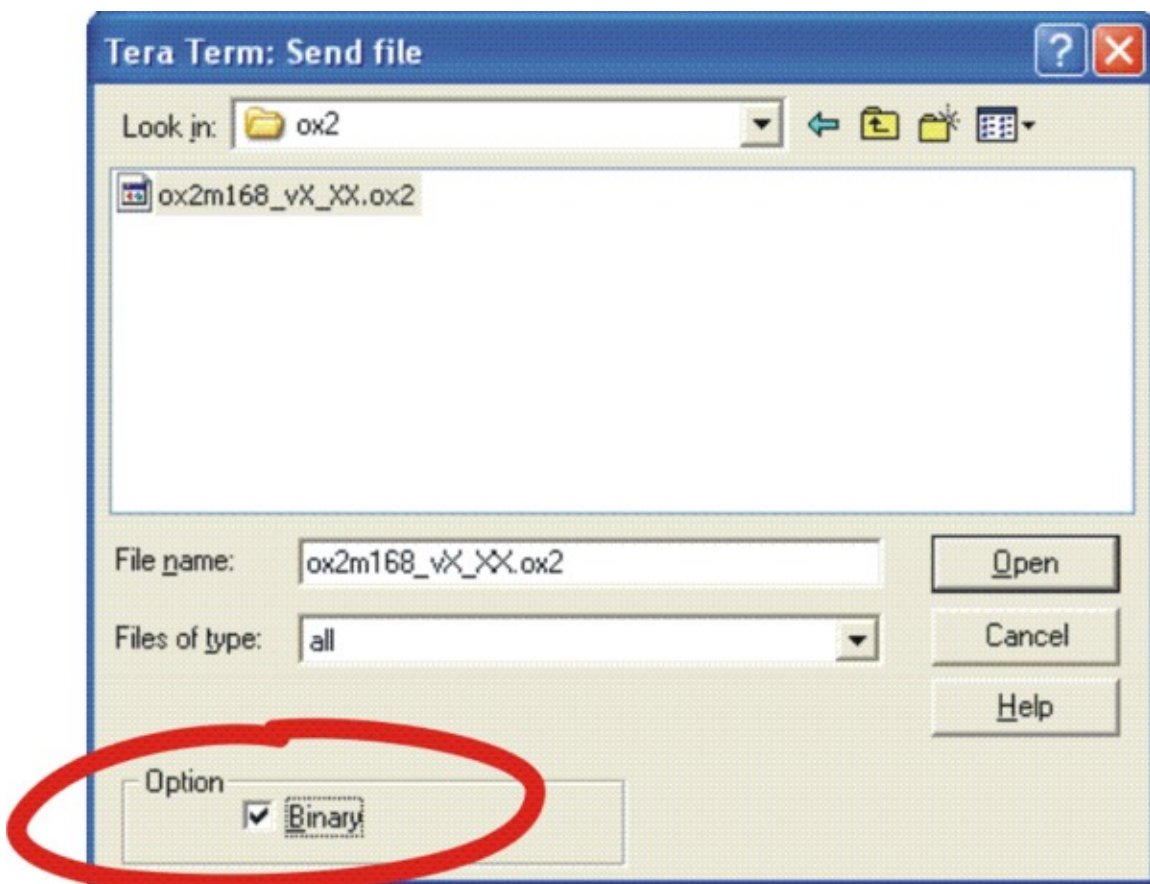 Tera Term: Send file
Look in: ox2
ox2m168_vX_XX.ox2
File name: ox2m168_vX_XX.ox2 Open
Files of type: all Cancel
Help
Option
Binary